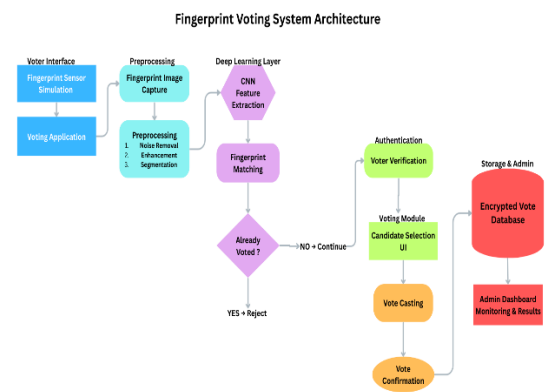 Fingerprint Voting System Architecture
Voter Interface
Fingerprint Sensor
Simulation
Voting Application
Preprocessing
Fingerprint Image
Capture
Preprocessing
1. Noise Removal
2. Enhancement
3. Segmentation
Deep Learning Layer
CNN
Feature
Extraction
Fingerprint
Matching
Already
Voted ?
NO → Continue
YES → Reject
Authentication
Voter Verification
Voting Module
Candidate Selection
UI
Vote Casting
Vote
Confirmation
Storage & Admin
Encrypted Vote
Database
Admin Dashboard
Monitoring & Results